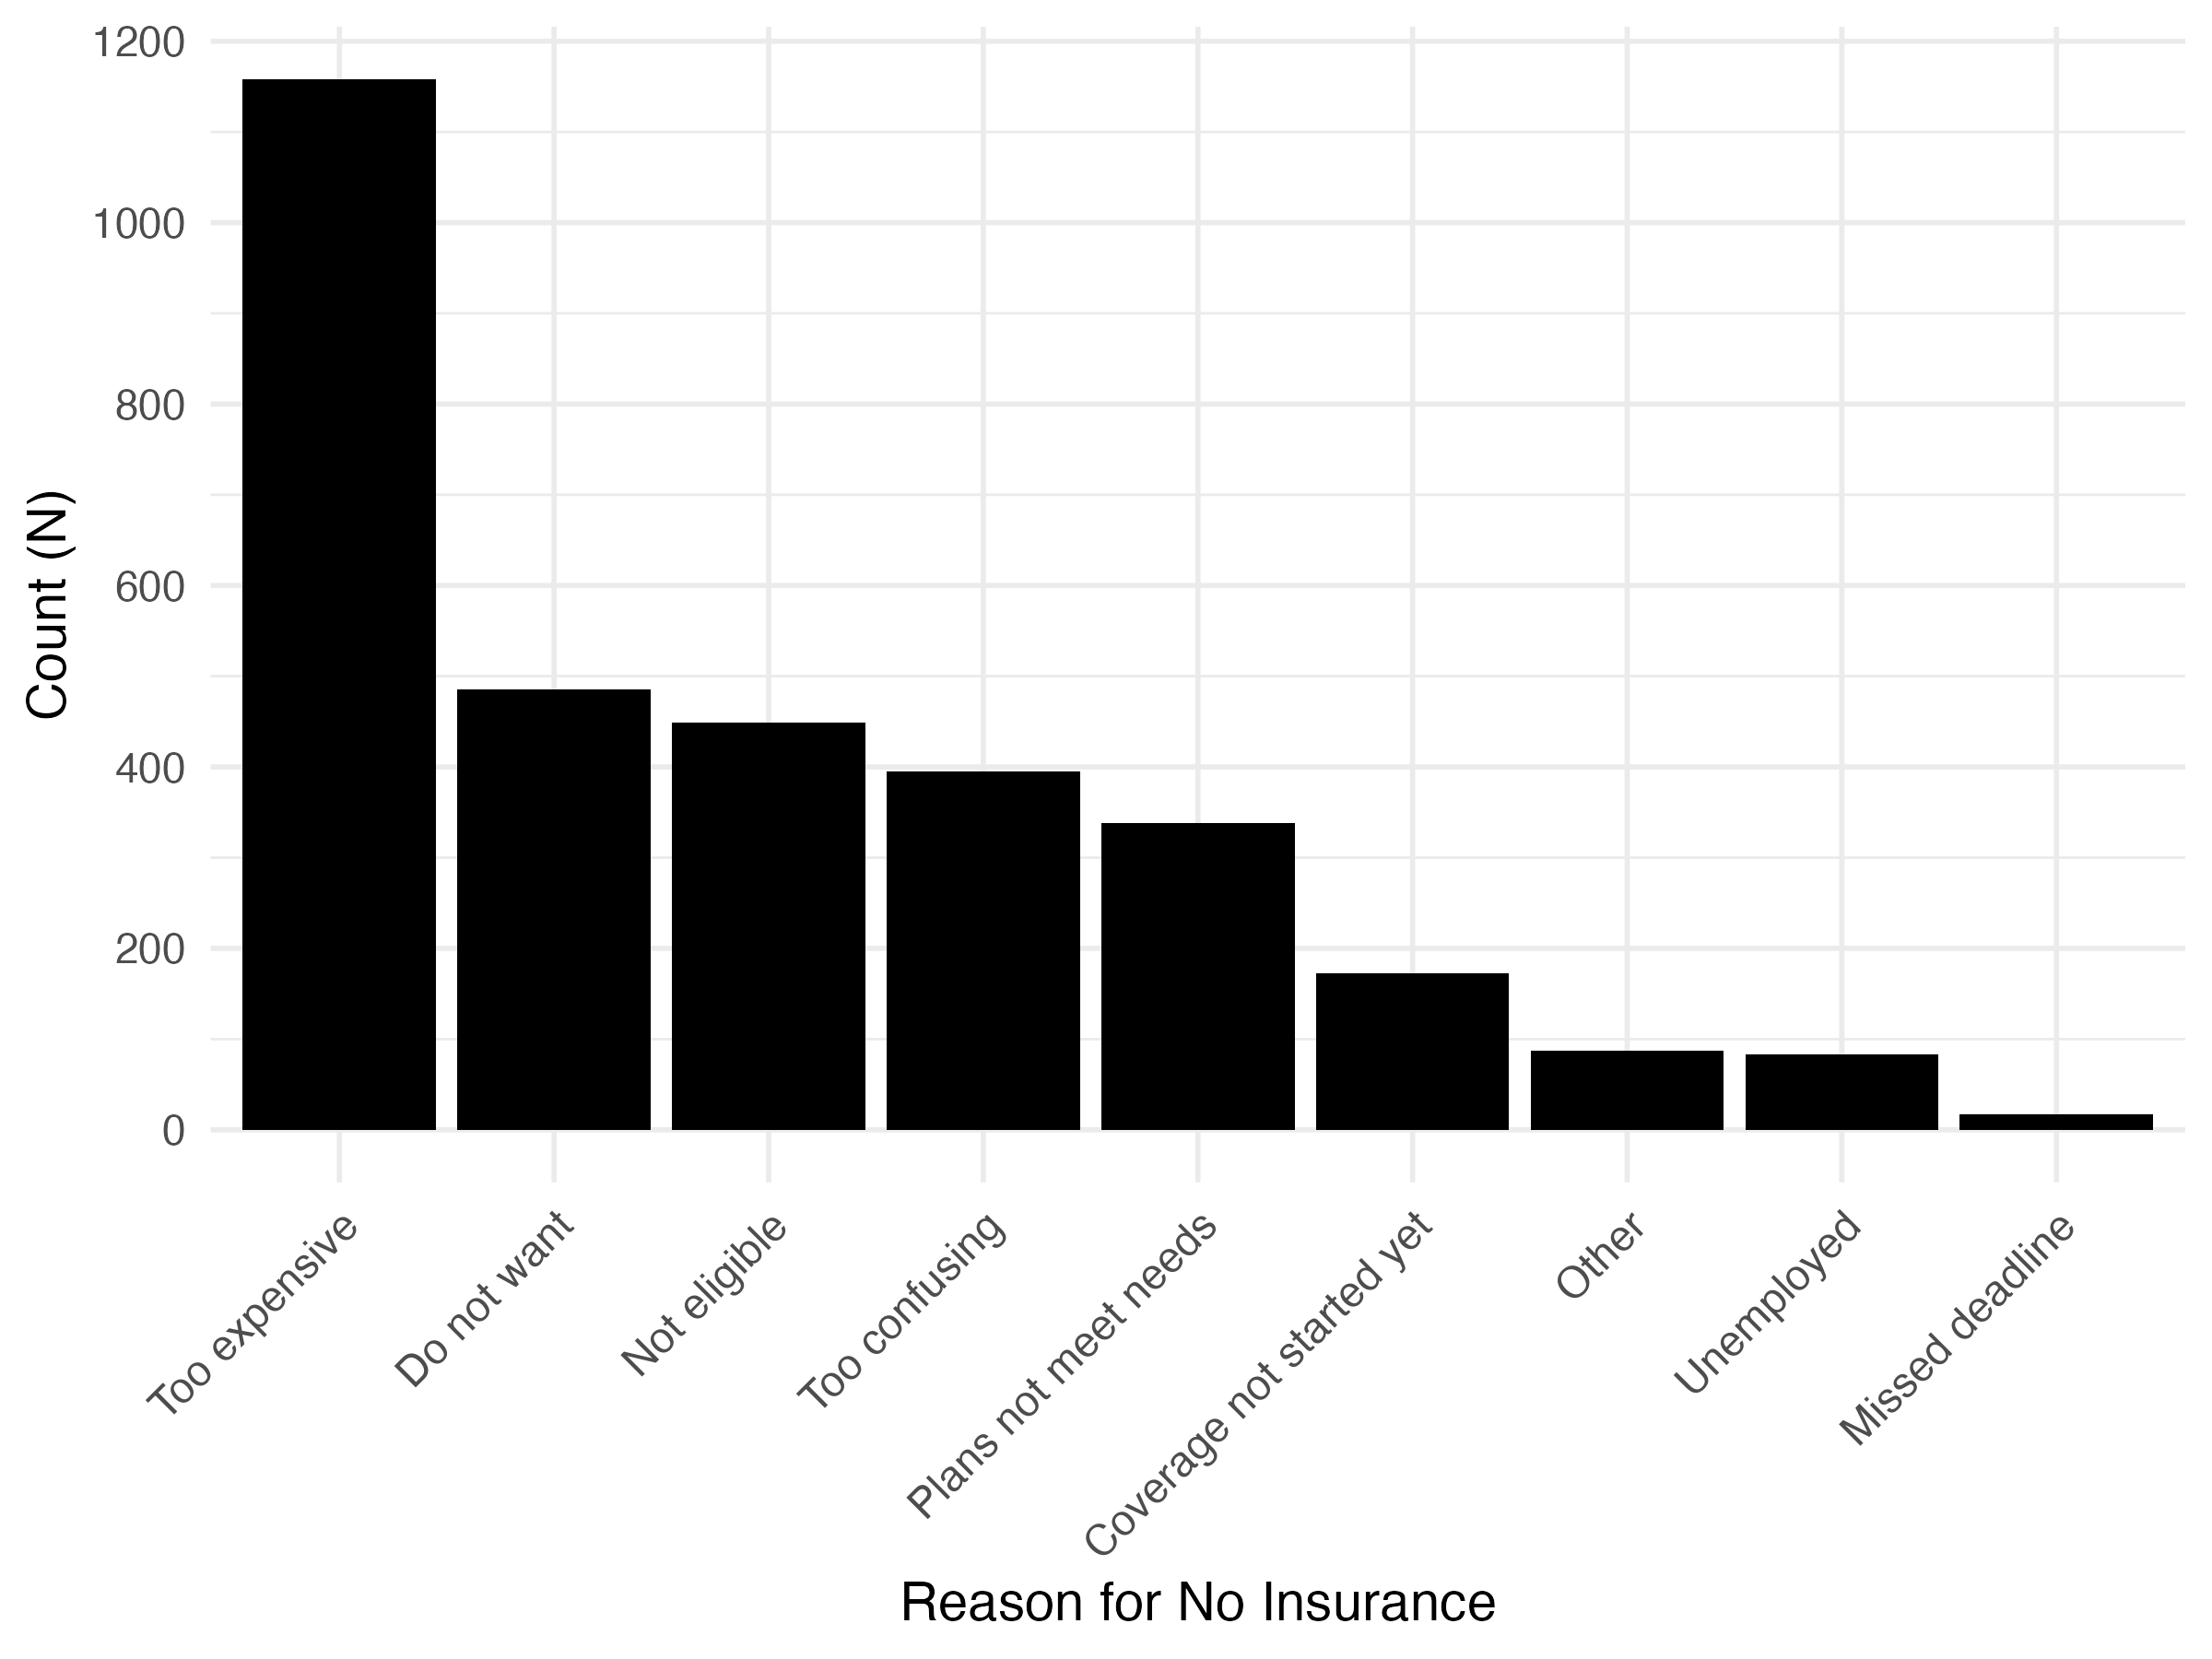 1200
1000
800
600
400
200
0
Count (N)
Too expensive
Do not want
Not eligible
Too confusing
Plans not meet needs
Coverage not started yet
Other
Unemployed
Missed deadline
Reason for No Insurance